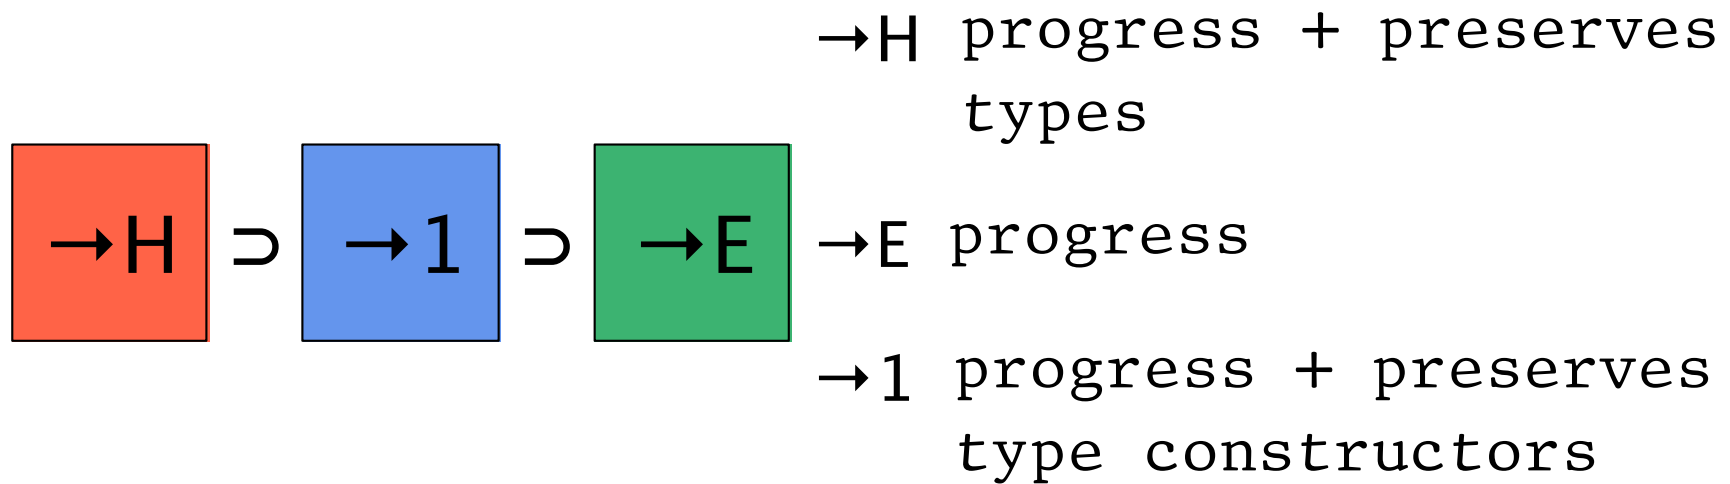 →H ⊃ →1 ⊃ →E
→H progress + preserves
types
→E progress
→1 progress + preserves
type constructors